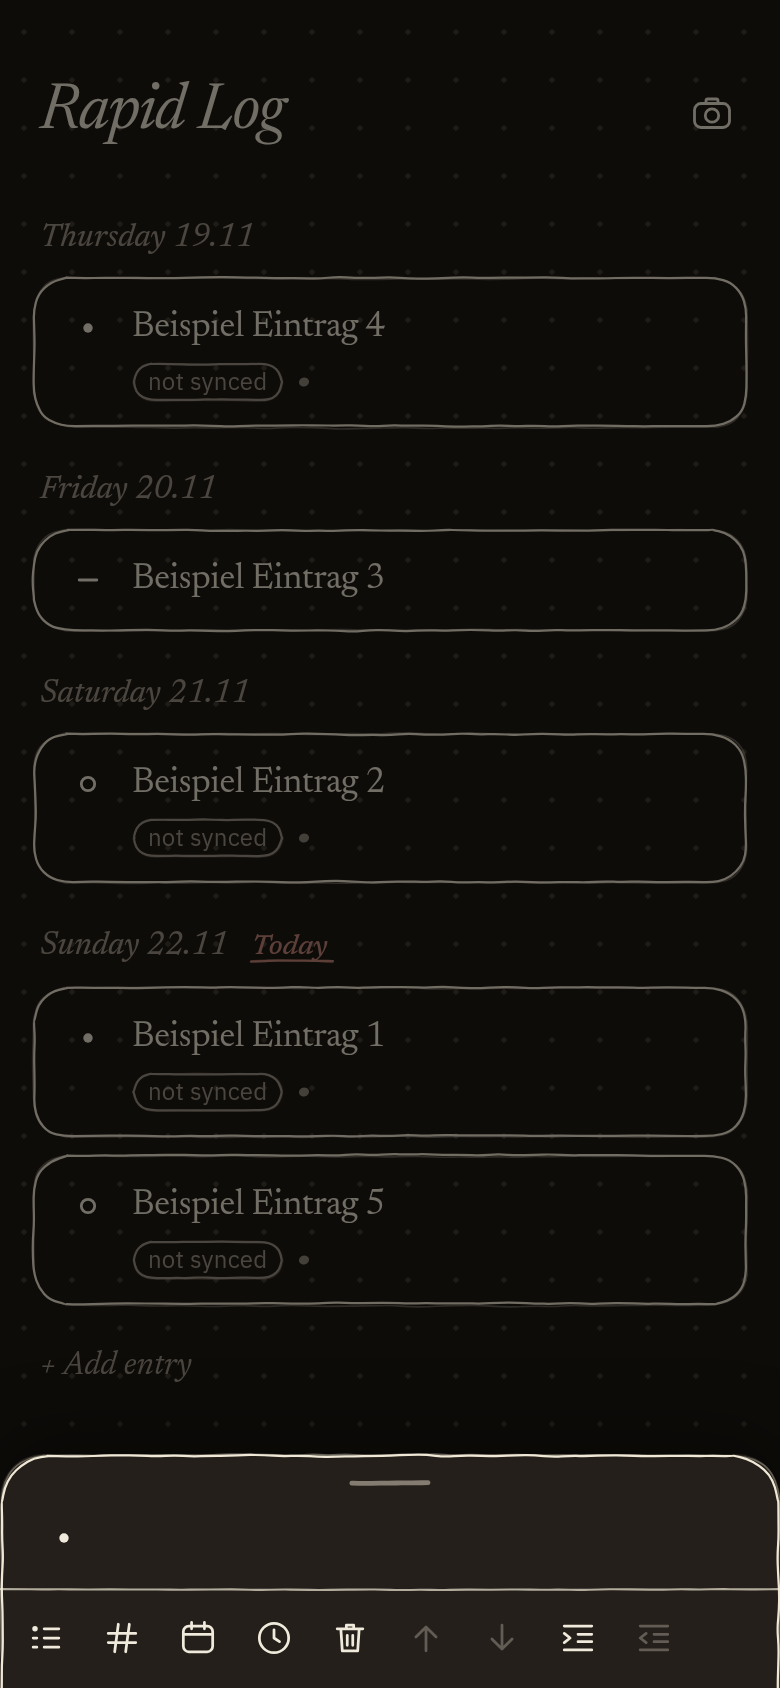 Rapid Log
Thursday 19.11
• Beispiel Eintrag 4
not synced •
Friday 20.11
– Beispiel Eintrag 3
Saturday 21.11
○ Beispiel Eintrag 2
not synced •
Sunday 22.11 Today
• Beispiel Eintrag 1
not synced •
○ Beispiel Eintrag 5
not synced •
+ Add entry
•